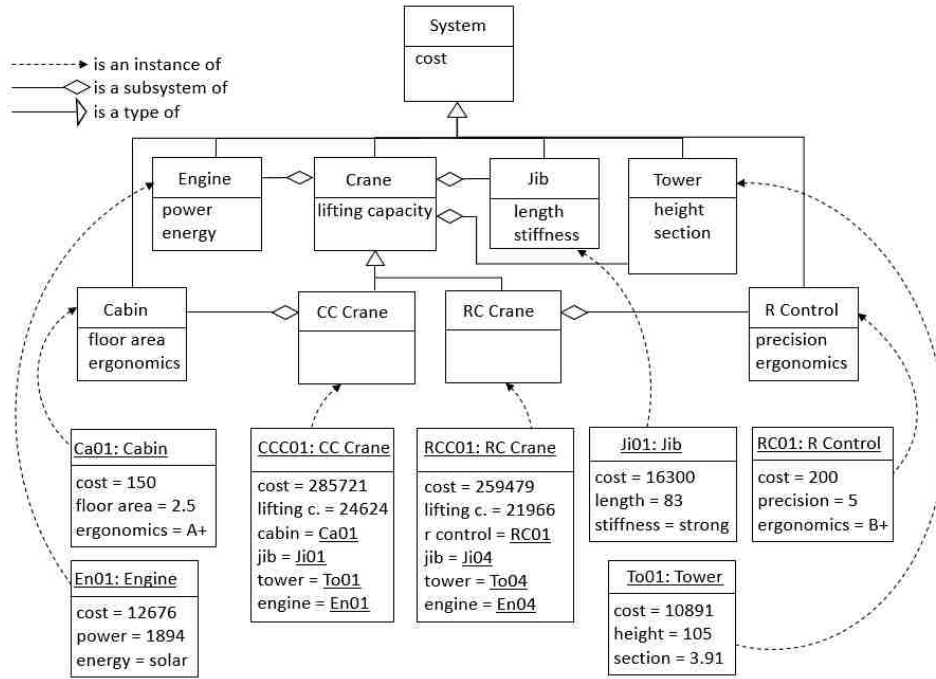 System
cost
is an instance of
is a subsystem of
is a type of
Engine
power
energy
Crane
lifting capacity
Jib
length
stiffness
Tower
height
section
Cabin
floor area
ergonomics
CC Crane
RC Crane
R Control
precision
ergonomics
Ca01: Cabin
cost = 150
floor area = 2.5
ergonomics = A+
CCC01: CC Crane
cost = 285721
lifting c. = 24624
cabin = Ca01
jib = Ji01
tower = To01
engine = En01
RCC01: RC Crane
cost = 259479
lifting c. = 21966
r control = RC01
jib = Ji04
tower = To04
engine = En04
Ji01: Jib
cost = 16300
length = 83
stiffness = strong
RC01: R Control
cost = 200
precision = 5
ergonomics = B+
En01: Engine
cost = 12676
power = 1894
energy = solar
To01: Tower
cost = 10891
height = 105
section = 3.91